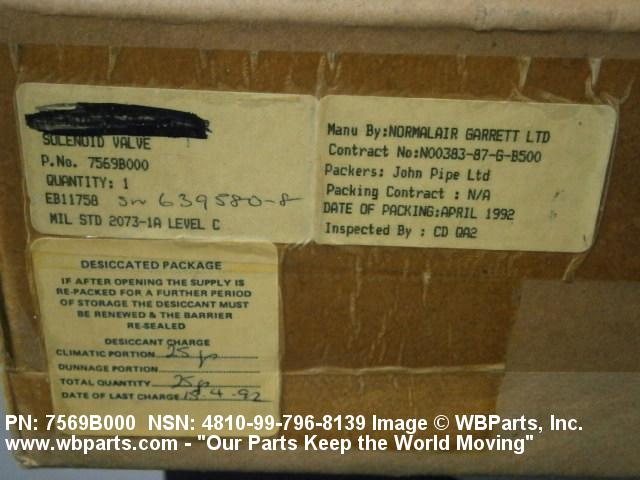 SOLENOID VALVE
P.No. 7569B000
QUANTITY: 1
EB11758 SN 639580-8
MIL STD 2073-1A LEVEL C
Manu By:NORMALAIR GARRETT LTD
Contract No:N00383-87-G-B500
Packers: John Pipe Ltd
Packing Contract : N/A
DATE OF PACKING:APRIL 1992
Inspected By : CD QA2
DESICCATED PACKAGE
IF AFTER OPENING THE SUPPLY IS
RE-PACKED FOR A FURTHER PERIOD
OF STORAGE THE DESICCANT MUST
BE RENEWED & THE BARRIER
RE-SEALED
DESICCANT CHARGE
CLIMATIC PORTION 25
DUNNAGE PORTION
TOTAL QUANTITY 25
DATE OF LAST CHARGE 4-92
PN: 7569B000 NSN: 4810-99-796-8139 Image © WBParts, Inc.
www.wbparts.com - "Our Parts Keep the World Moving"